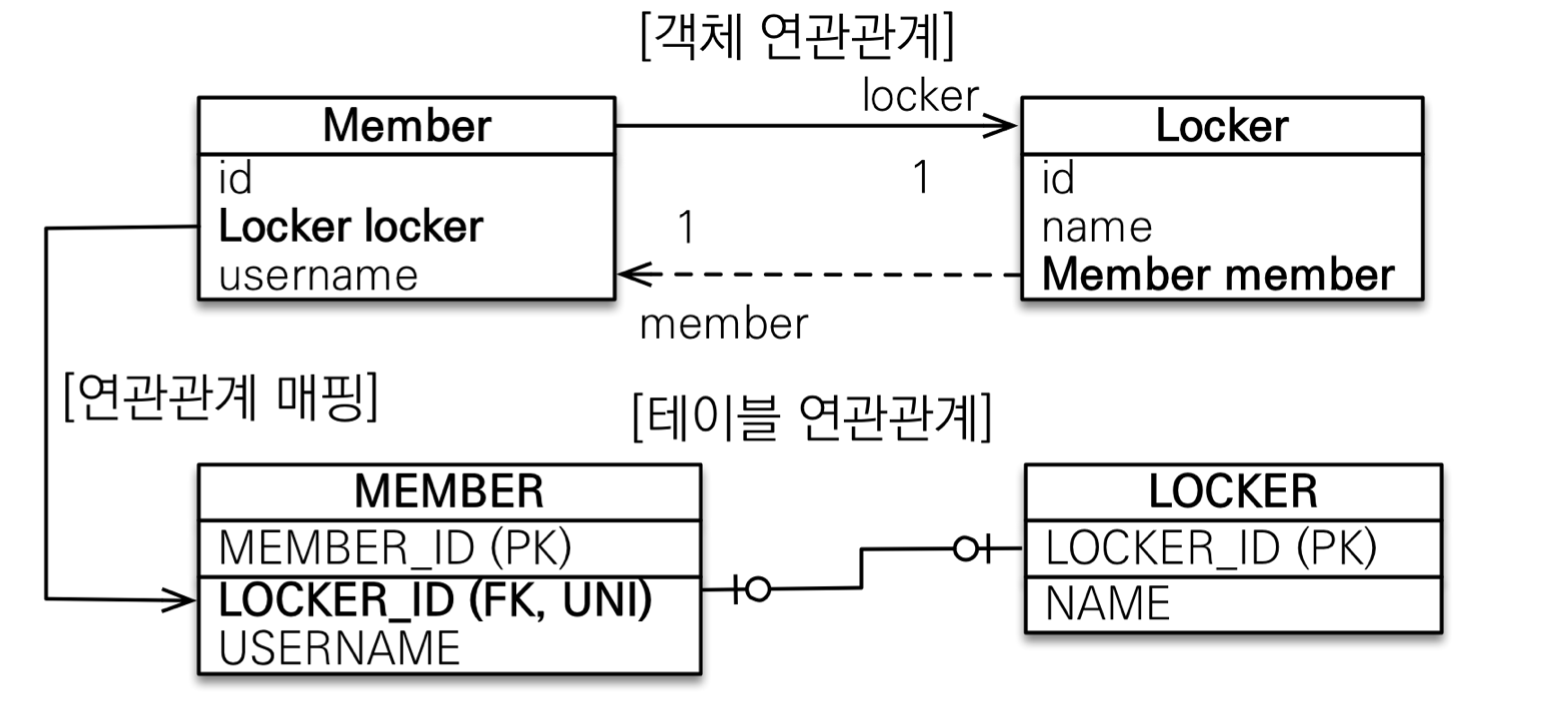 [객체 연관관계]
locker
Member
Locker
id
Locker locker
username
1
1
id
name
Member member
member
[연관관계 매핑]
[테이블 연관관계]
MEMBER
MEMBER_ID (PK)
LOCKER_ID (FK, UNI)
USERNAME
LOCKER
LOCKER_ID (PK)
NAME